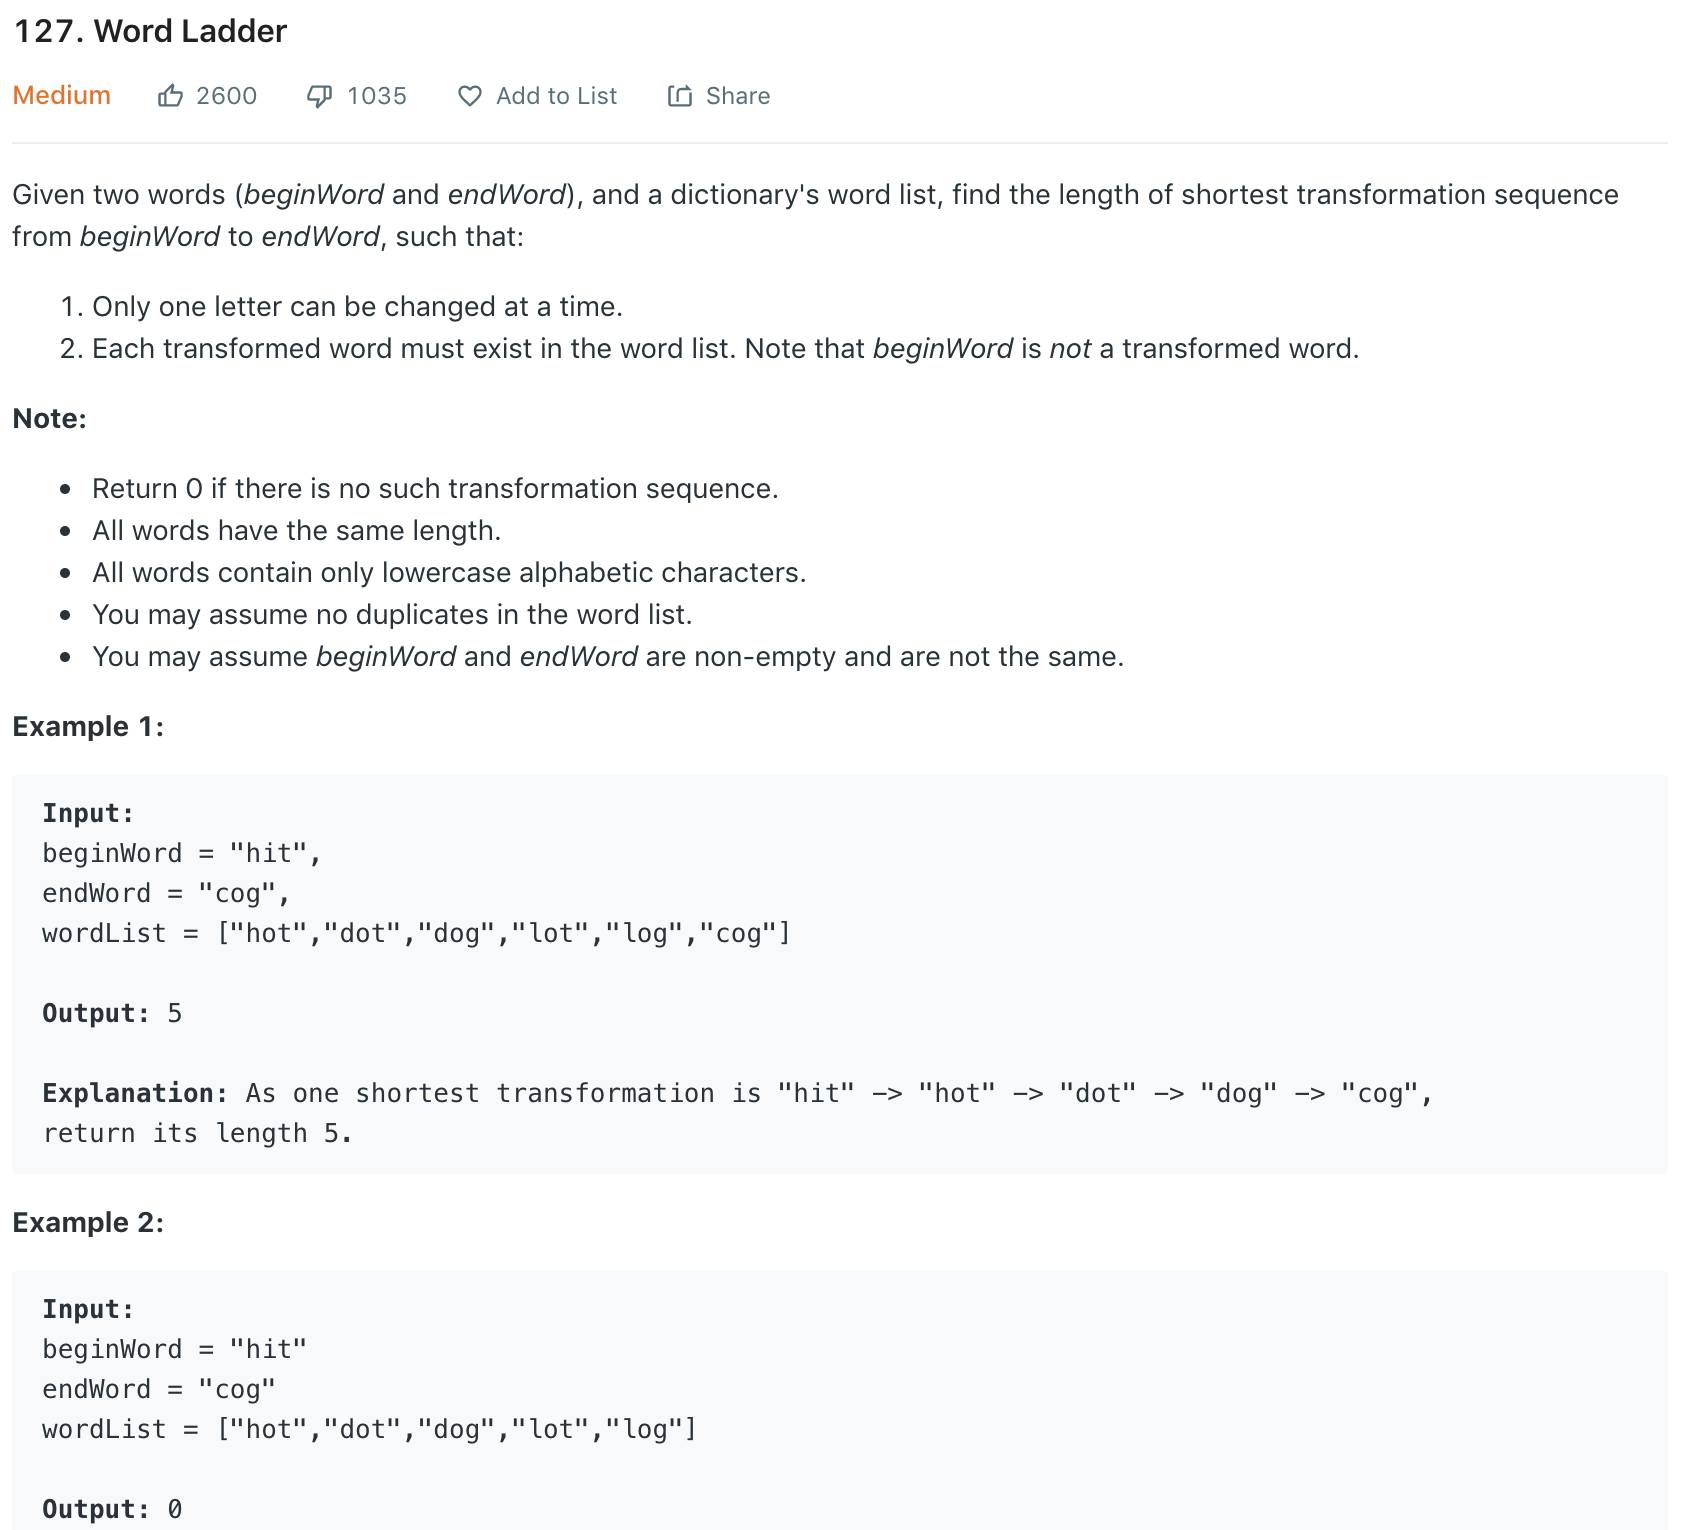 127. Word Ladder
Medium 2600 1035 Add to List Share
Given two words (beginWord and endWord), and a dictionary's word list, find the length of shortest transformation sequence
from beginWord to endWord, such that:
1. Only one letter can be changed at a time.
2. Each transformed word must exist in the word list. Note that beginWord is not a transformed word.
Note:
• Return 0 if there is no such transformation sequence.
• All words have the same length.
• All words contain only lowercase alphabetic characters.
• You may assume no duplicates in the word list.
• You may assume beginWord and endWord are non-empty and are not the same.
Example 1:
Input:
beginWord = "hit",
endWord = "cog",
wordList = ["hot","dot","dog","lot","log","cog"]
Output: 5
Explanation: As one shortest transformation is "hit" -> "hot" -> "dot" -> "dog" -> "cog",
return its length 5.
Example 2:
Input:
beginWord = "hit"
endWord = "cog"
wordList = ["hot","dot","dog","lot","log"]
Output: 0